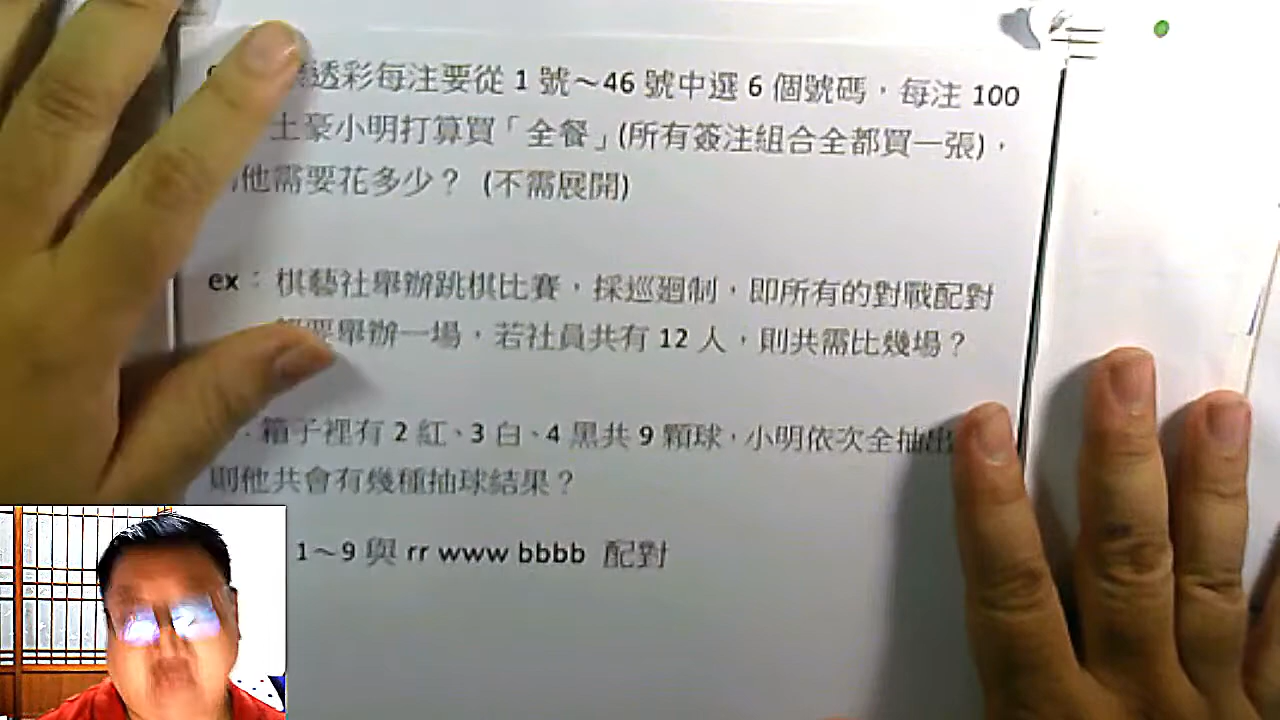 透彩每注要從 1 號～46 號中選 6 個號碼，每注 100
土豪小明打算買「全餐」(所有簽注組合全都買一張)，
他需要花多少？ (不需展開)
ex： 棋藝社舉辦跳棋比賽，採巡迴制，即所有的對戰配對
要舉辦一場，若社員共有 12 人，則共需比幾場？
箱子裡有 2 紅、3 白、4 黑共 9 顆球，小明依次全抽出
則他共會有幾種抽球結果？
1～9 與 rr www bbbb 配對